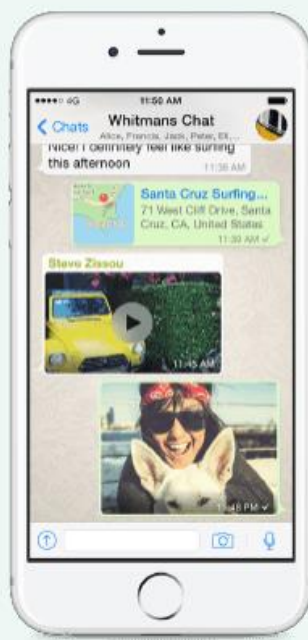 4G 11:50 AM
Chats
Whitmans Chat
Alice, Francis, Jack, Peter, Eli,...
Nice! I definitely feel like surfing
this afternoon
11:38 AM
Santa Cruz Surfing...
71 West Cliff Drive, Santa
Cruz, CA, United States
11:39 AM
Steve Zissou
11:45 AM
11:48 PM